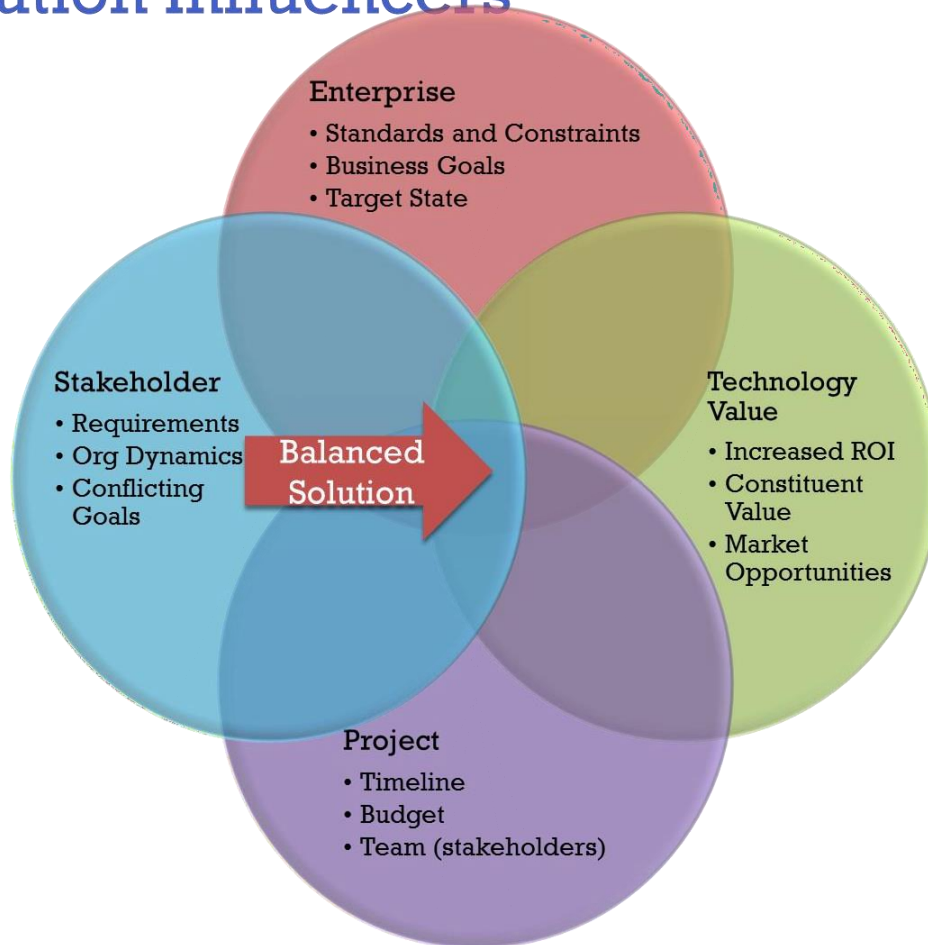 Influencers
Enterprise
• Standards and Constraints
• Business Goals
• Target State
Stakeholder
• Requirements
• Org Dynamics
• Conflicting
Goals
Balanced
Solution
Technology
Value
• Increased ROI
• Constituent
Value
• Market
Opportunities
Project
• Timeline
• Budget
• Team (stakeholders)